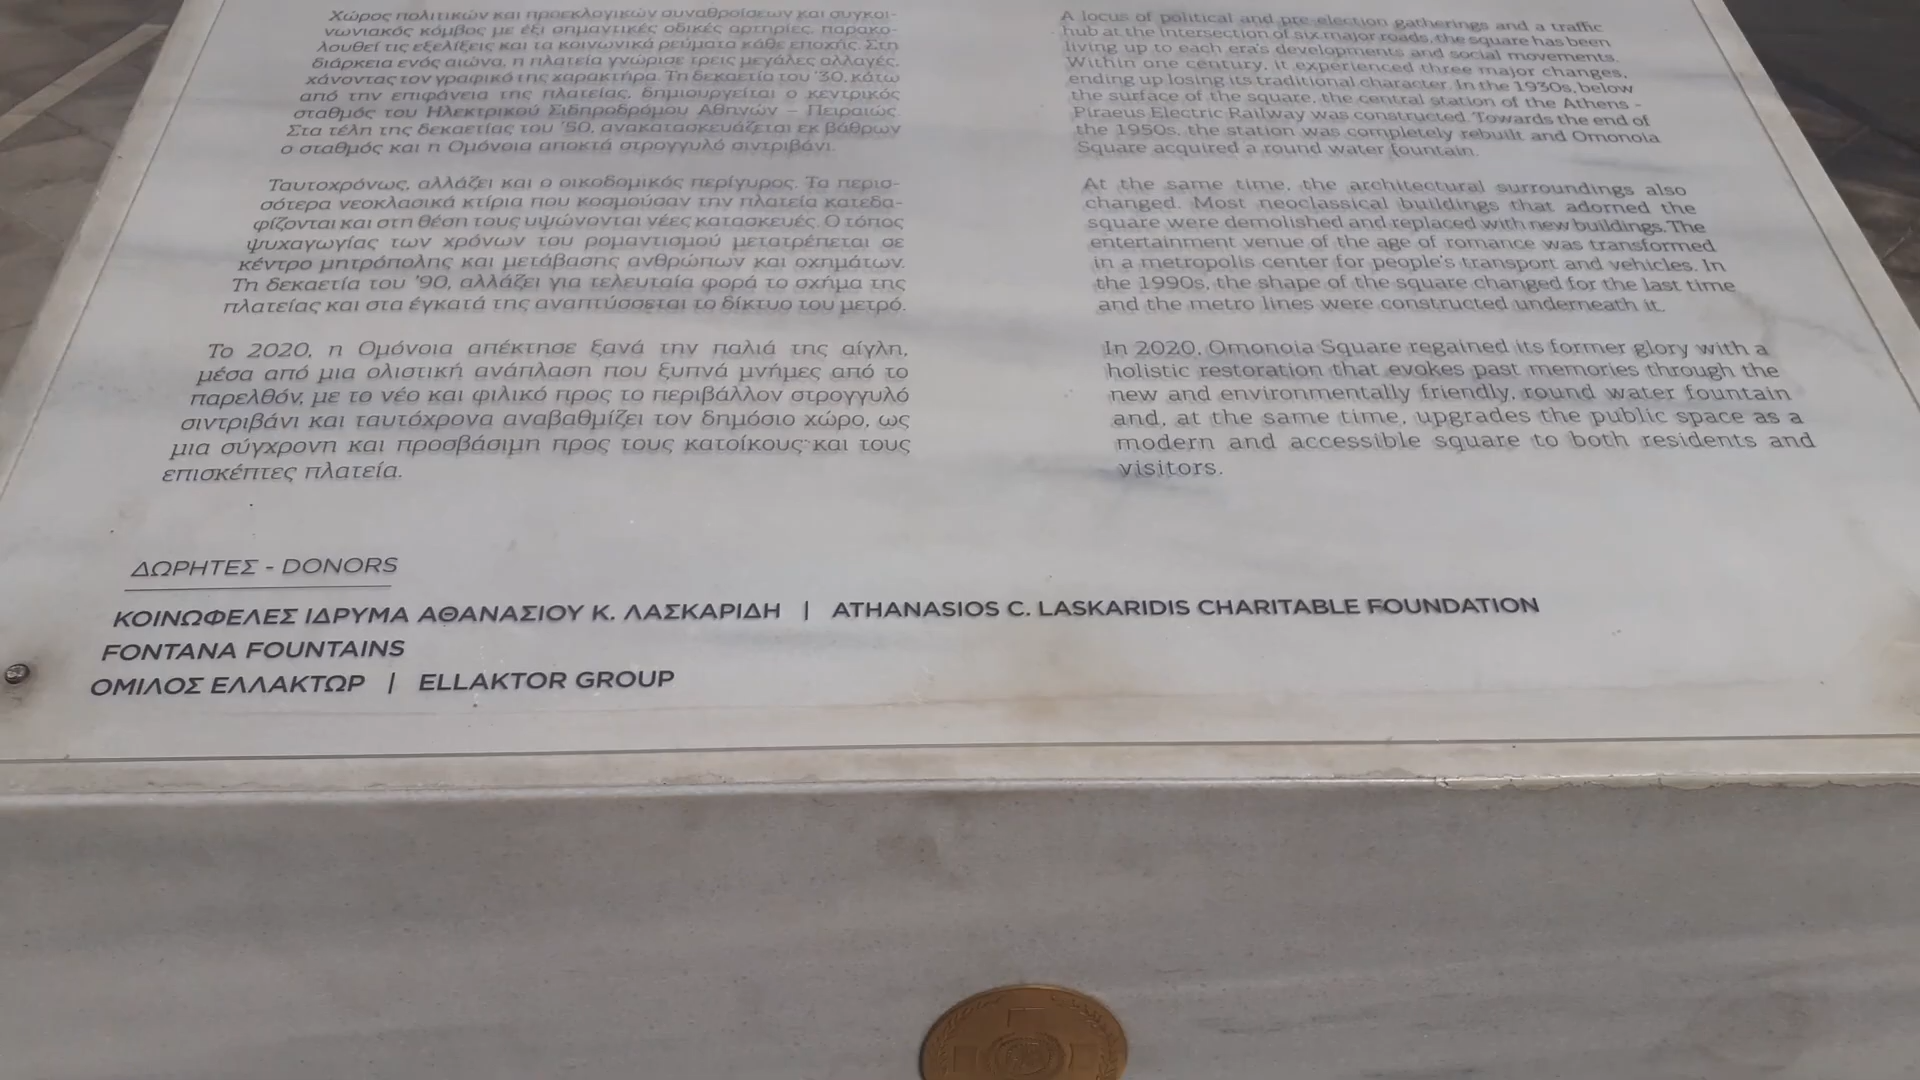 Χώρος πολιτικών και προεκλογικών συναθροίσεων και συγκοι-
νωνιακός κόμβος με έξι σημαντικές οδικές αρτηρίες, παρακο-
λουθεί τις εξελίξεις και τα κοινωνικά ρεύματα κάθε εποχής. Στη
διάρκεια ενός αιώνα, η πλατεία γνώρισε τρεις μεγάλες αλλαγές,
χάνοντας τον γραφικό της χαρακτήρα. Τη δεκαετία του '30, κάτω
από την επιφάνεια της πλατείας, δημιουργείται ο κεντρικός
σταθμός του Ηλεκτρικού Σιδηροδρόμου Αθηνών – Πειραιώς.
Στα τέλη της δεκαετίας του '50, ανακατασκευάζεται εκ βάθρων
ο σταθμός και η Ομόνοια αποκτά στρογγυλό σιντριβάνι.
Ταυτοχρόνως, αλλάζει και ο οικοδομικός περίγυρος. Τα περισ-
σότερα νεοκλασικά κτίρια που κοσμούσαν την πλατεία κατεδα-
φίζονται και στη θέση τους υψώνονται νέες κατασκευές. Ο τόπος
ψυχαγωγίας των χρόνων του ρομαντισμού μετατρέπεται σε
κέντρο μητρόπολης και μετάβασης ανθρώπων και οχημάτων.
Τη δεκαετία του '90, αλλάζει για τελευταία φορά το σχήμα της
πλατείας και στα έγκατά της αναπτύσσεται το δίκτυο του μετρό.
Το 2020, η Ομόνοια απέκτησε ξανά την παλιά της αίγλη,
μέσα από μια ολιστική ανάπλαση που ξυπνά μνήμες από το
παρελθόν, με το νέο και φιλικό προς το περιβάλλον στρογγυλό
σιντριβάνι και ταυτόχρονα αναβαθμίζει τον δημόσιο χώρο, ως
μια σύγχρονη και προσβάσιμη προς τους κατοίκους και τους
επισκέπτες πλατεία.
A locus of political and pre-election gatherings and a traffic
hub at the intersection of six major roads, the square has been
living up to each era's developments and social movements.
Within one century, it experienced three major changes,
ending up losing its traditional character. In the 1930s, below
the surface of the square, the central station of the Athens -
Piraeus Electric Railway was constructed. Towards the end of
the 1950s, the station was completely rebuilt and Omonoia
Square acquired a round water fountain.
At the same time, the architectural surroundings also
changed. Most neoclassical buildings that adorned the
square were demolished and replaced with new buildings. The
entertainment venue of the age of romance was transformed
in a metropolis center for people's transport and vehicles. In
the 1990s, the shape of the square changed for the last time
and the metro lines were constructed underneath it.
In 2020, Omonoia Square regained its former glory with a
holistic restoration that evokes past memories through the
new and environmentally friendly, round water fountain
and, at the same time, upgrades the public space as a
modern and accessible square to both residents and
visitors.
ΔΩΡΗΤΕΣ - DONORS
ΚΟΙΝΩΦΕΛΕΣ ΙΔΡΥΜΑ ΑΘΑΝΑΣΙΟΥ Κ. ΛΑΣΚΑΡΙΔΗ | ATHANASIOS C. LASKARIDIS CHARITABLE FOUNDATION
FONTANA FOUNTAINS
ΟΜΙΛΟΣ ΕΛΛΑΚΤΩΡ | ELLAKTOR GROUP